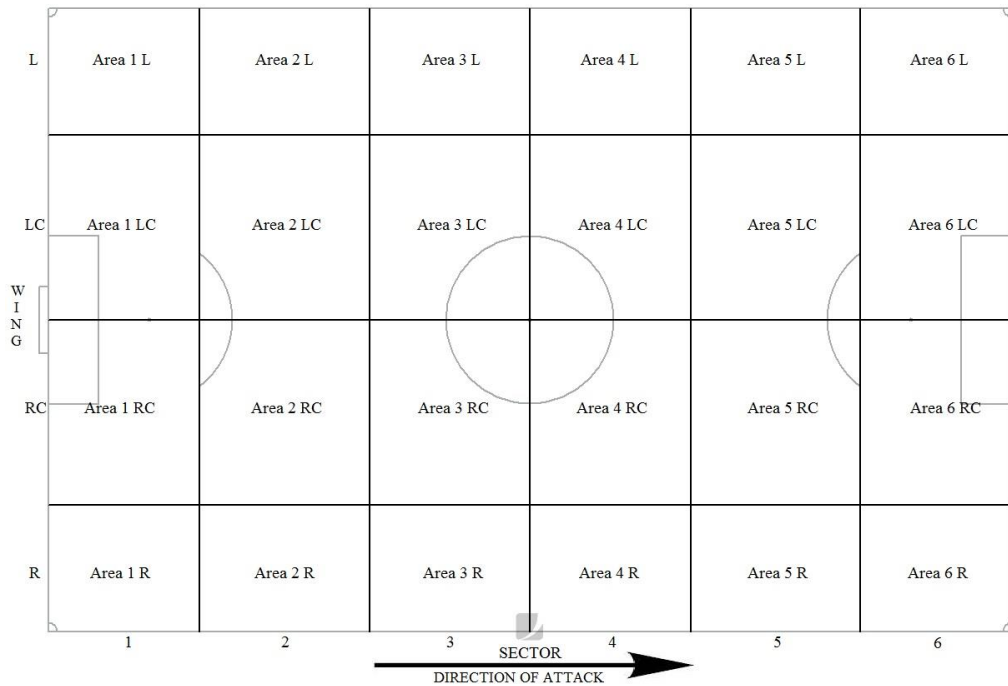 L Area 1 L Area 2 L Area 3 L Area 4 L Area 5 L Area 6 L
LC Area 1 LC Area 2 LC Area 3 LC Area 4 LC Area 5 LC Area 6 LC
W
I
N
G
RC Area 1 RC Area 2 RC Area 3 RC Area 4 RC Area 5 RC Area 6 RC
R Area 1 R Area 2 R Area 3 R Area 4 R Area 5 R Area 6 R
1 2 3 4 5 6
SECTOR
DIRECTION OF ATTACK